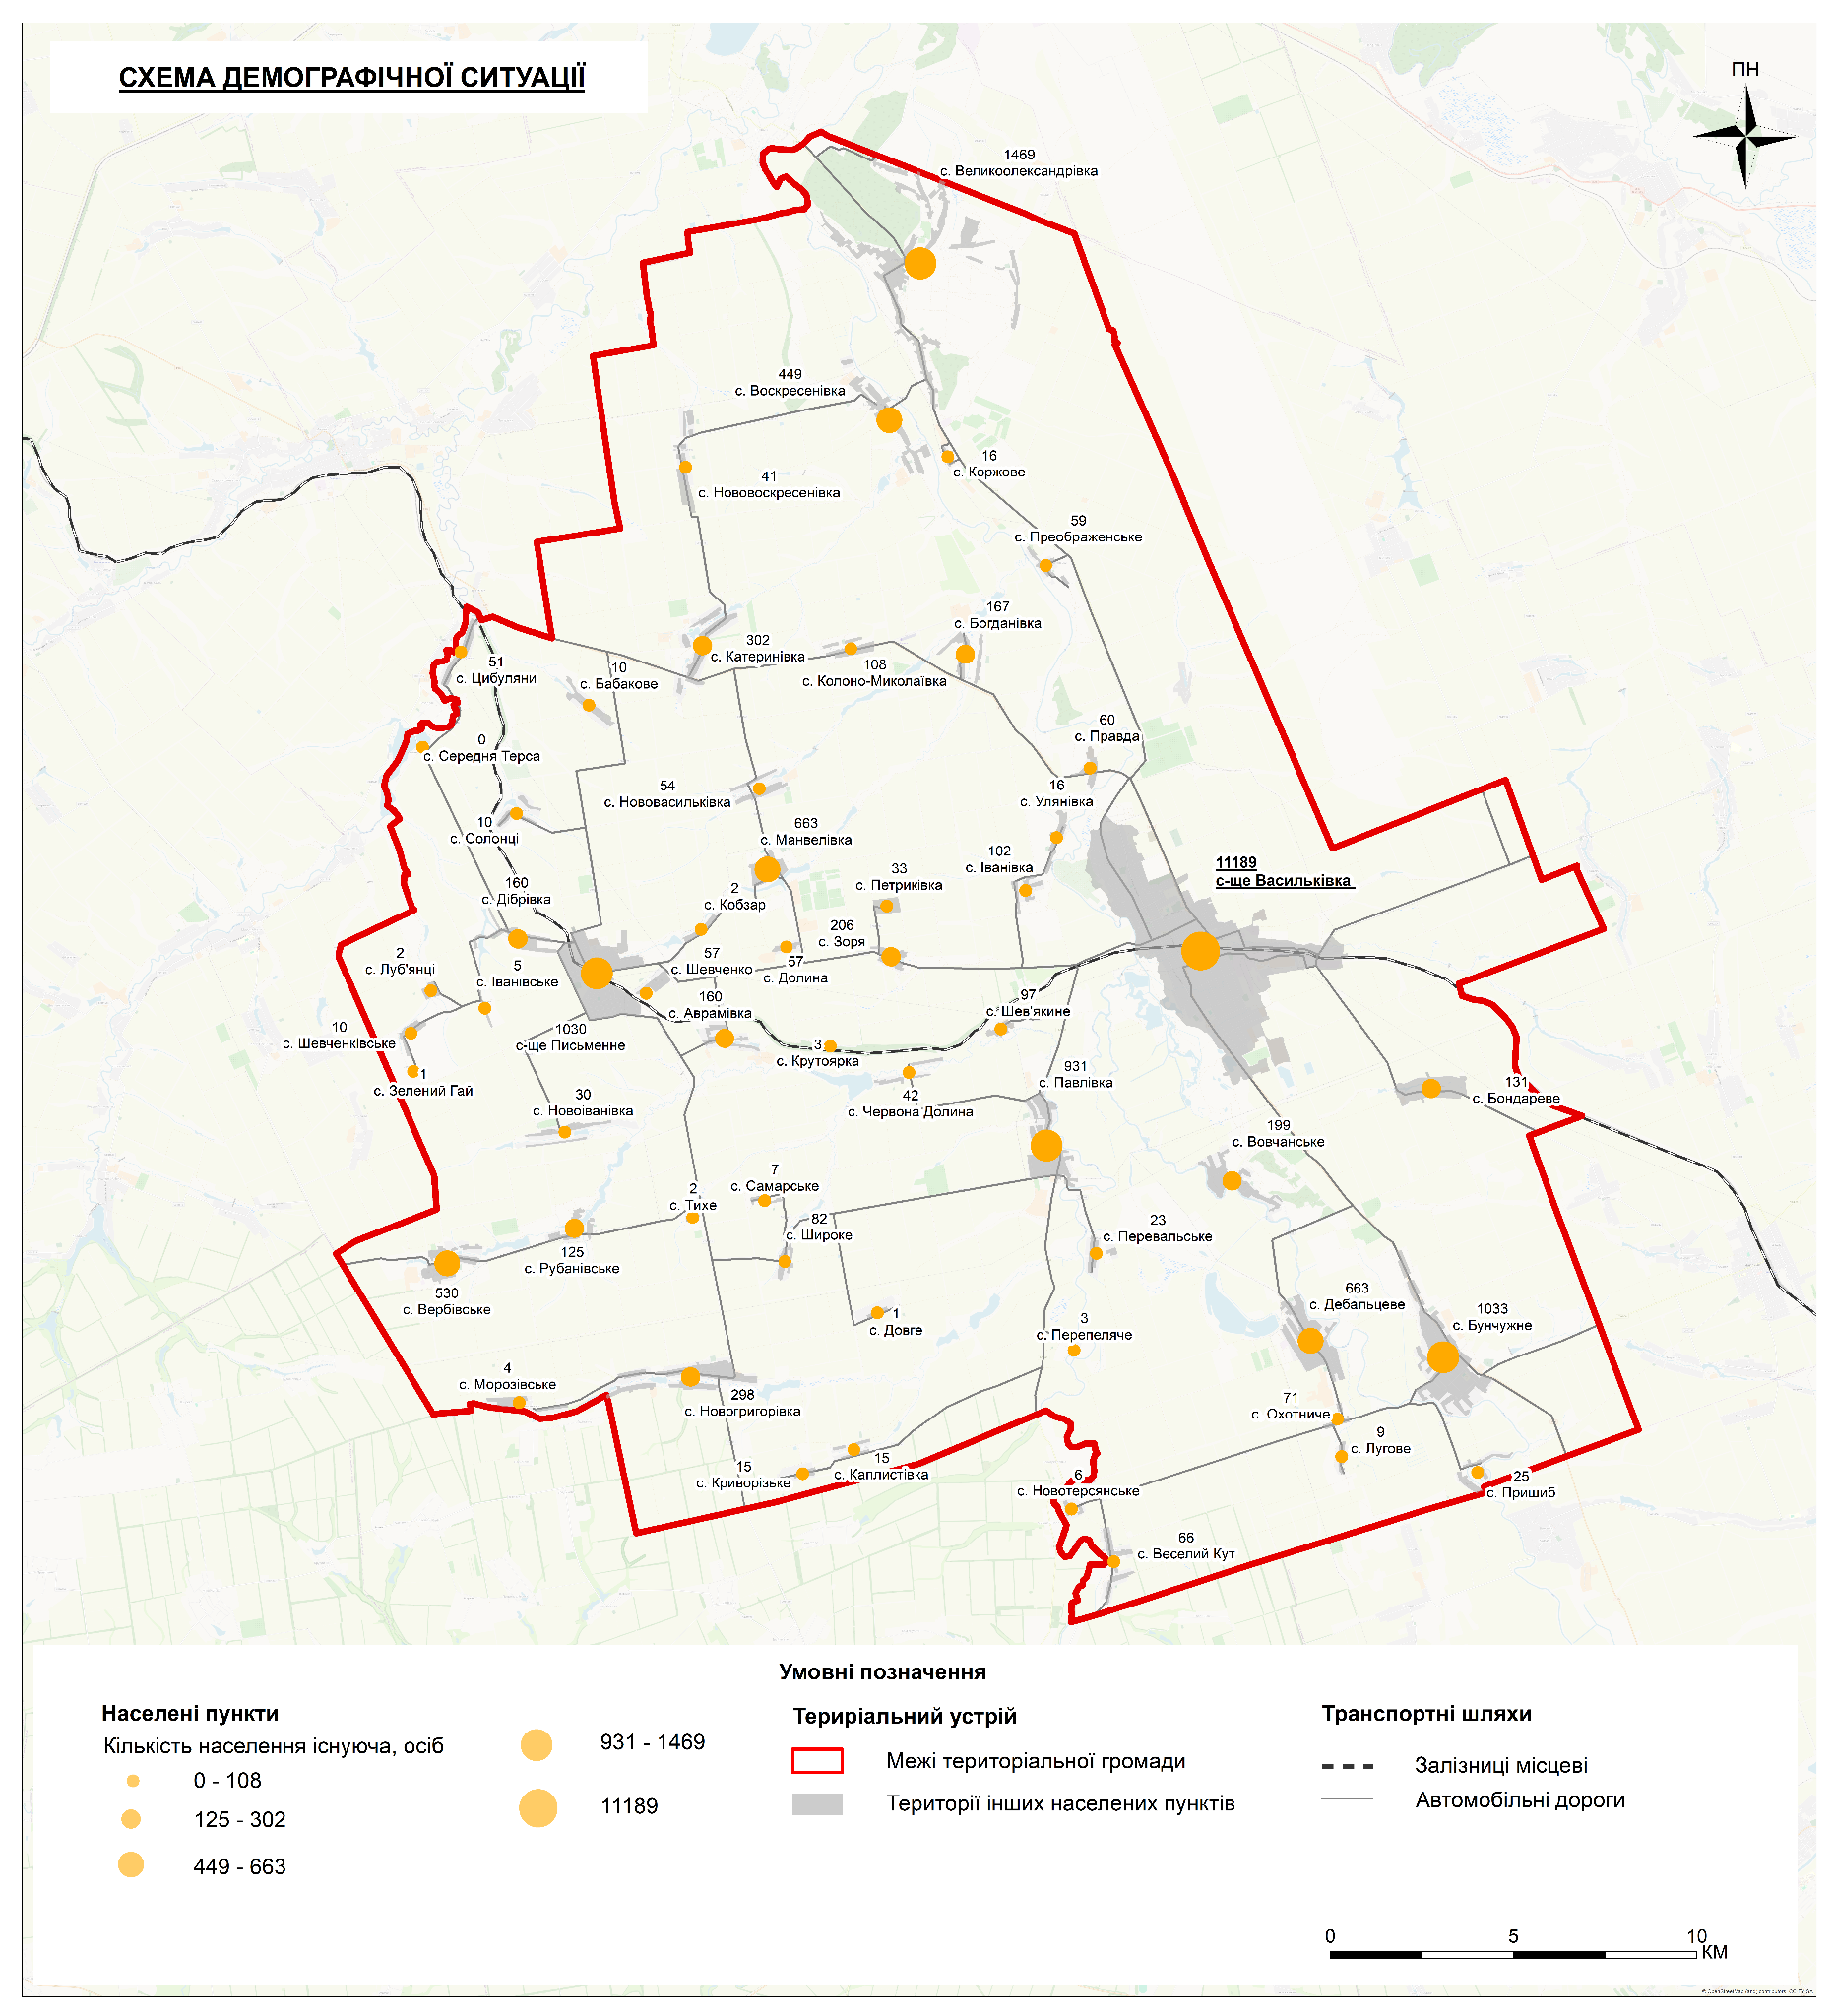 СХЕМА ДЕМОГРАФІЧНОЇ СИТУАЦІЇ
ПН
1469
с. Великоолександрівка
449
с. Воскресенівка
16
с. Коржове
41
с. Нововоскресенівка
59
с. Преображенське
167
с. Богданівка
302
с. Катеринівка
108
с. Колоно-Миколаївка
51
с. Цибуляни
10
с. Бабакове
0
с. Середня Терса
60
с. Правда
54
с. Нововасильківка
16
с. Улянівка
10
с. Солонці
663
с. Манвелівка
102
с. Іванівка
33
с. Петриківка
11189
с-ще Васильківка
160
с. Дібрівка
2
с. Кобзар
206
с. Зоря
2
с. Луб'янці
5
с. Іванівське
57
с. Шевченко
57
с. Долина
160
с. Аврамівка
97
с. Шев'якине
10
с. Шевченківське
1030
с-ще Письменне
3
с. Крутоярка
1
с. Зелений Гай
931
с. Павлівка
131
с. Бондареве
30
с. Новоіванівка
42
с. Червона Долина
199
с. Вовчанське
7
с. Самарське
2
с. Тихе
82
с. Широке
23
с. Перевальське
125
с. Рубанівське
530
с. Вербівське
663
с. Дебальцеве
1033
с. Бунчужне
1
с. Довге
3
с. Перепеляче
4
с. Морозівське
298
с. Новогригорівка
71
с. Охотниче
9
с. Лугове
15
с. Криворізьке
15
с. Каплистівка
6
с. Новотерсянське
25
с. Пришиб
66
с. Веселий Кут
Умовні позначення
Населені пункти
Кількість населення існуюча, осіб
0 - 108
125 - 302
449 - 663
931 - 1469
11189
Териріальний устрій
Межі територіальної громади
Території інших населених пунктів
Транспортні шляхи
Залізниці місцеві
Автомобільні дороги
0 5 10
КМ